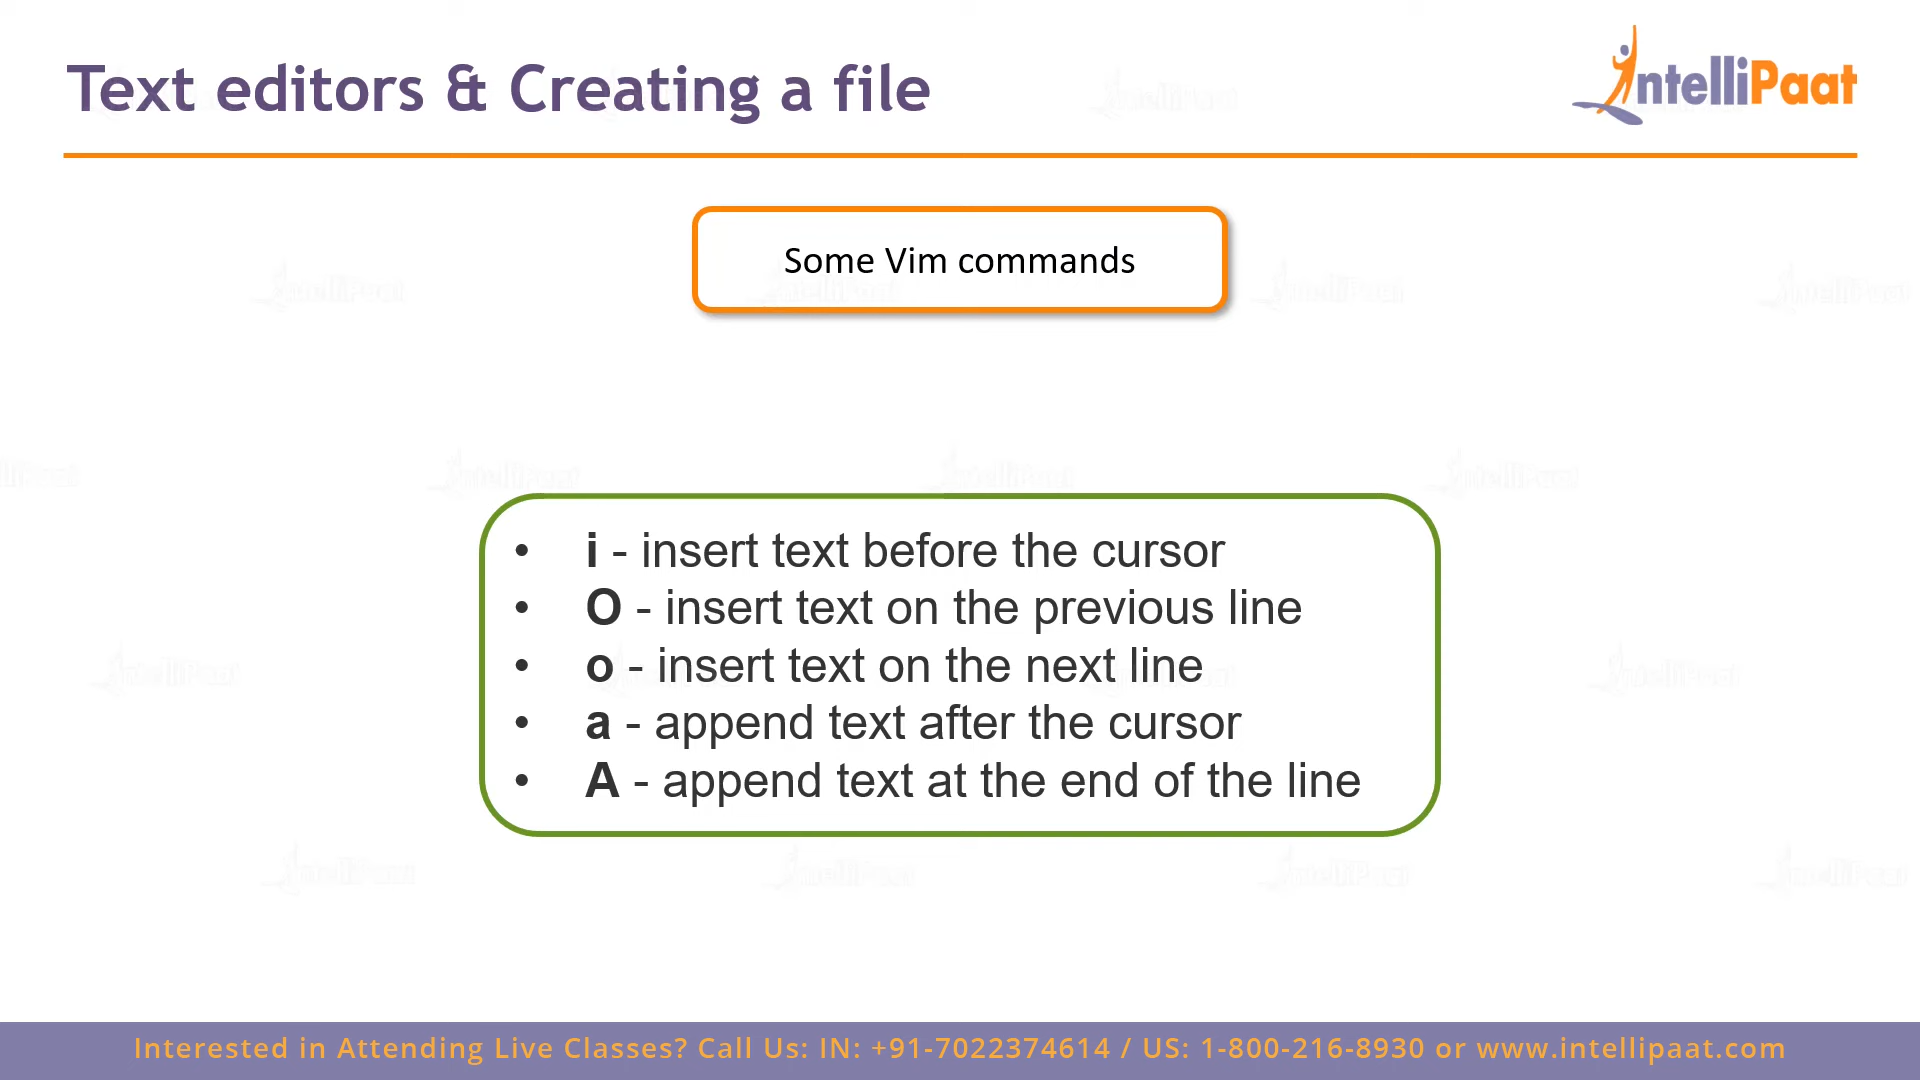 Text editors & Creating a file
IntelliPaat
Some Vim commands
• i - insert text before the cursor
• O - insert text on the previous line
• o - insert text on the next line
• a - append text after the cursor
• A - append text at the end of the line
Interested in Attending Live Classes? Call Us: IN: +91-7022374614 / US: 1-800-216-8930 or www.intellipaat.com